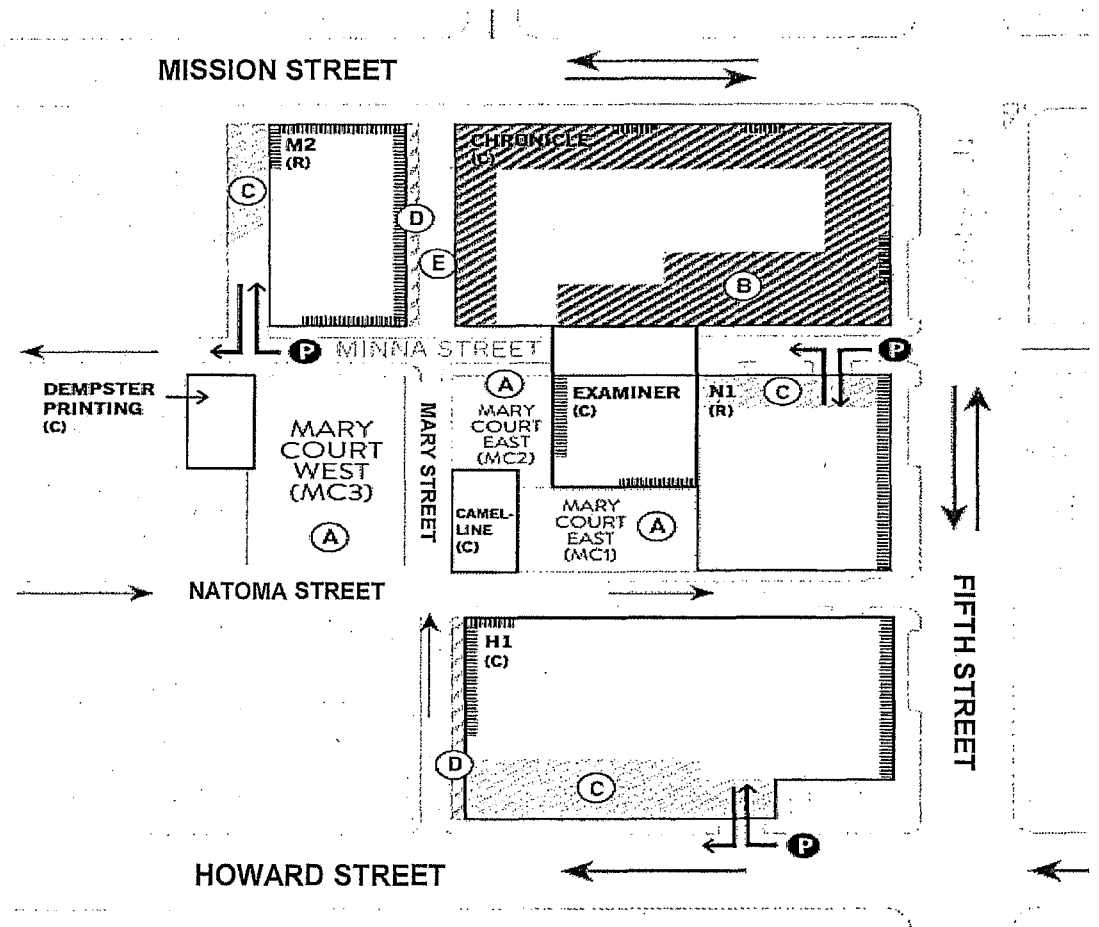 MISSION STREET
M2
(R)
CHRONICLE
(C)
C
D
E
B
P
MINNA STREET
P
DEMPSTER
PRINTING
(C)
MARY
COURT
WEST
(MC3)
A
MARY STREET
A
MARY
COURT
EAST
(MC2)
EXAMINER
(C)
N1
(R)
C
CAMEL-
LINE
(C)
MARY
COURT
EAST
(MC1)
A
NATOMA STREET
FIFTH STREET
H1
(C)
D
C
P
HOWARD STREET